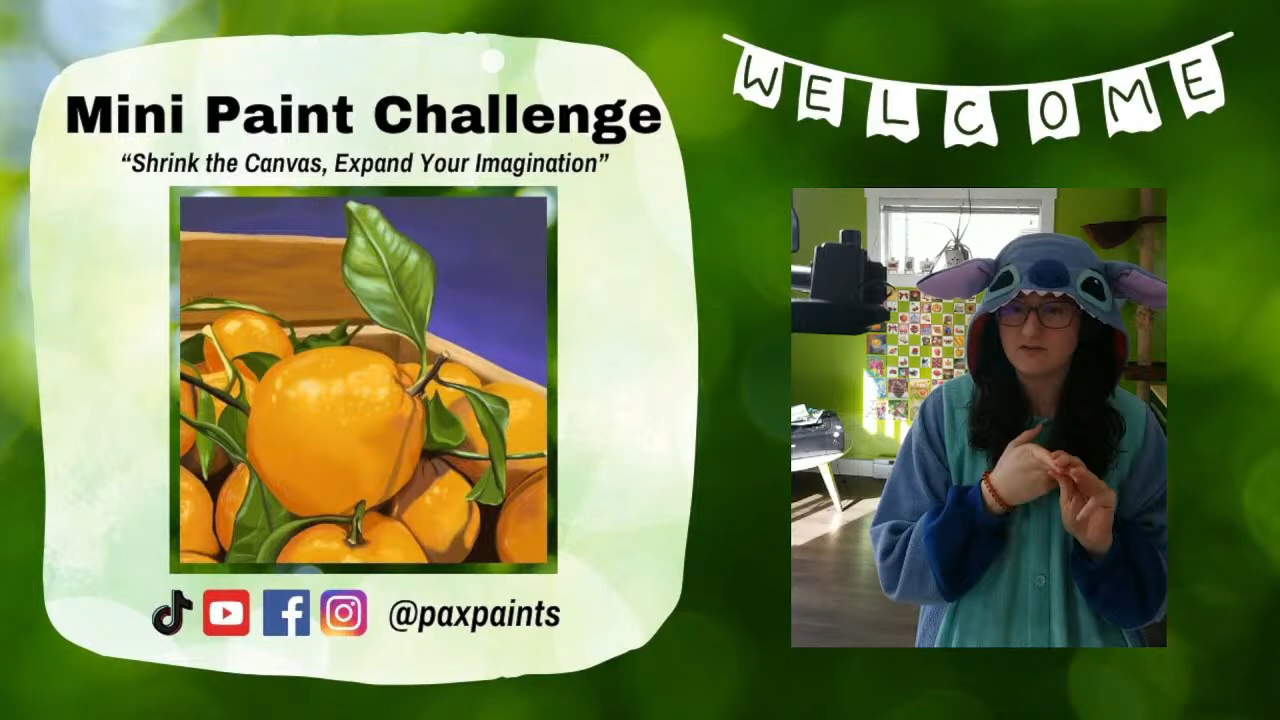 Mini Paint Challenge
“Shrink the Canvas, Expand Your Imagination”
@paxpaints
WELCOME